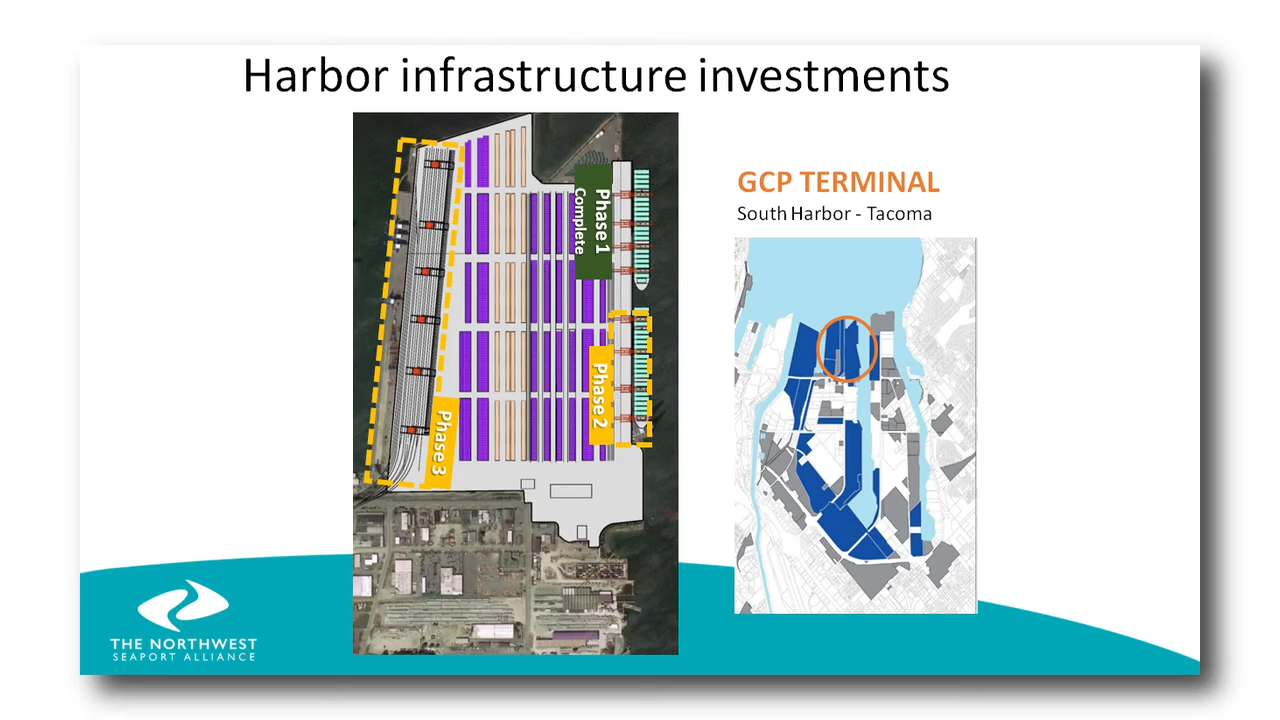 Harbor infrastructure investments
Phase 1
Complete
Phase 2
Phase 3
GCP TERMINAL
South Harbor - Tacoma
THE NORTHWEST
SEAPORT ALLIANCE